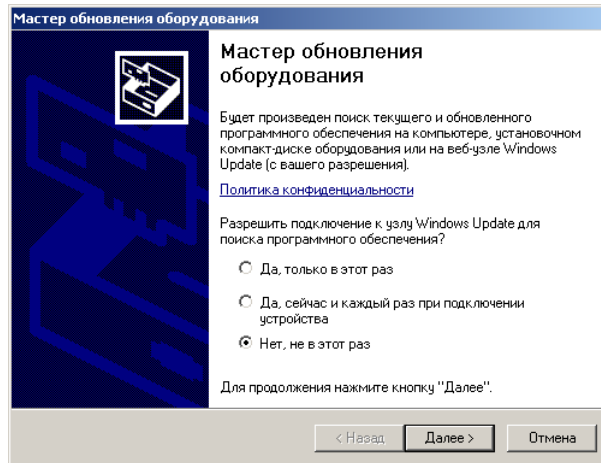 Мастер обновления оборудования
Мастер обновления
оборудования
Будет произведен поиск текущего и обновленного
программного обеспечения на компьютере, установочном
компакт-диске оборудования или на веб-узле Windows
Update (с вашего разрешения).
Политика конфиденциальности
Разрешить подключение к узлу Windows Update для
поиска программного обеспечения?
Да, только в этот раз
Да, сейчас и каждый раз при подключении
устройства
Нет, не в этот раз
Для продолжения нажмите кнопку "Далее".
< Назад Далее > Отмена